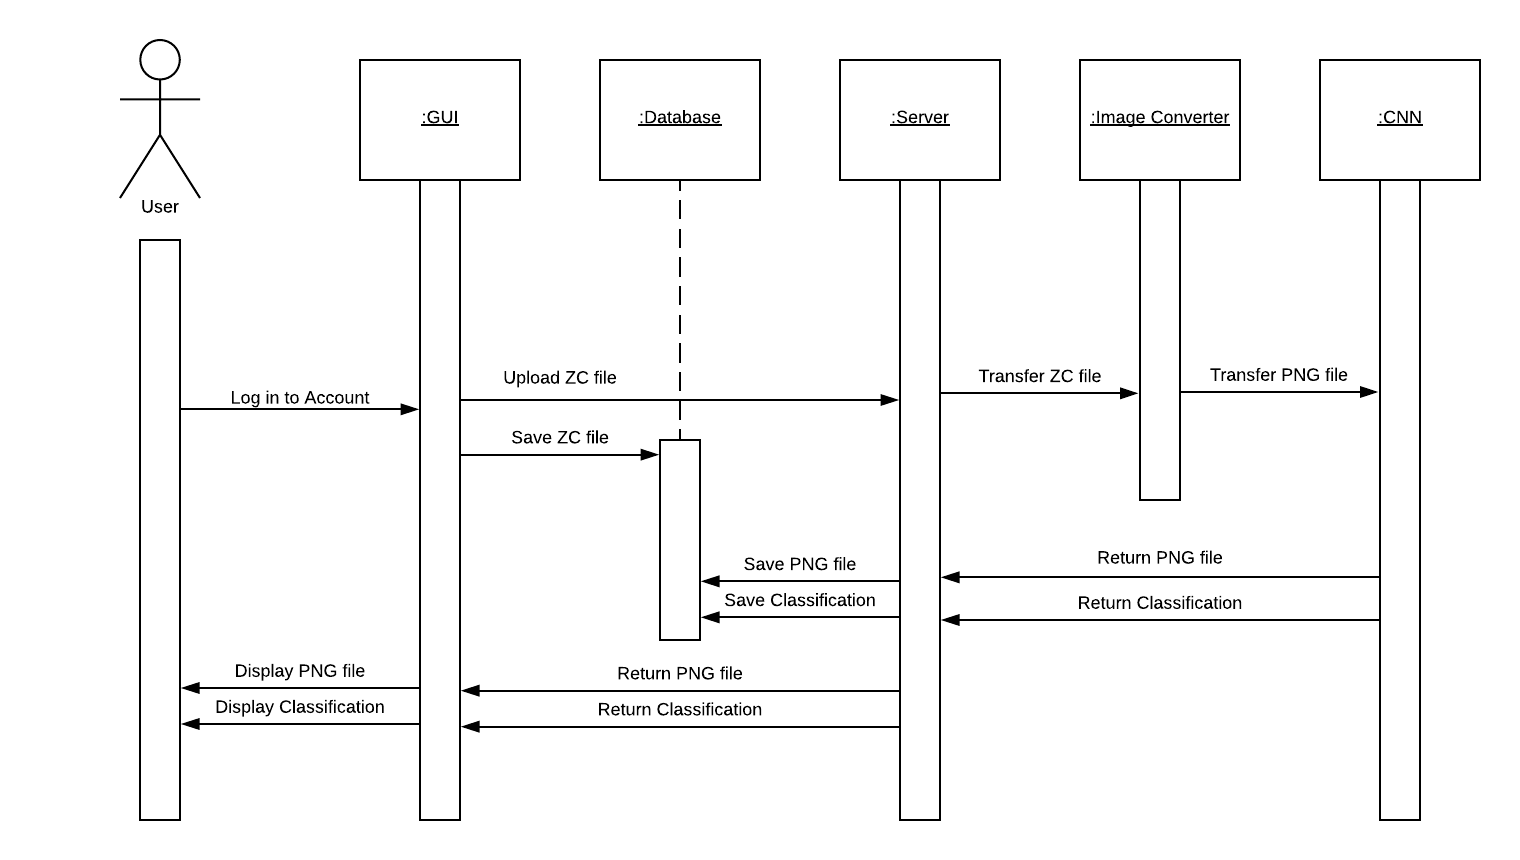 :GUI
:Database
:Server
:Image Converter
:CNN
User
Log in to Account
Upload ZC file
Transfer ZC file
Transfer PNG file
Save ZC file
Save PNG file
Return PNG file
Save Classification
Return Classification
Display PNG file
Return PNG file
Display Classification
Return Classification